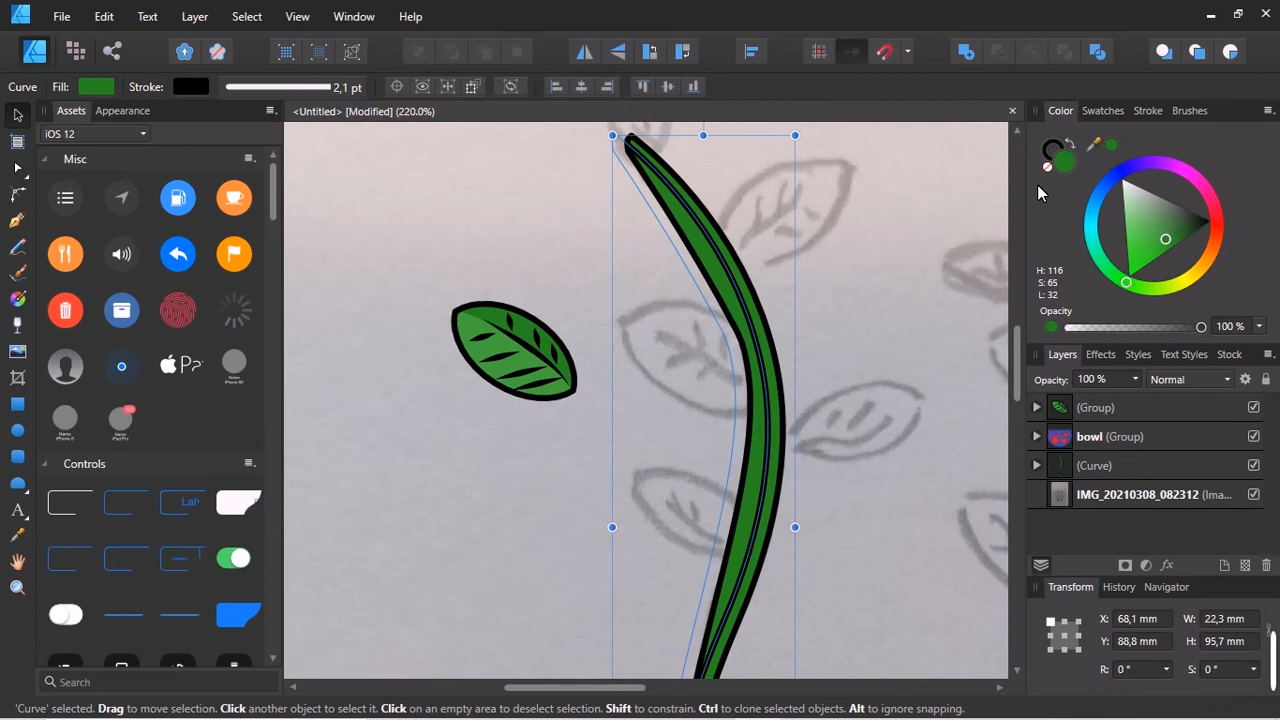 File Edit Text Layer Select View Window Help
Curve Fill: Stroke: 2,1 pt
Assets Appearance
iOS 12
Misc
Controls
Search
<Untitled> [Modified] (220.0%)
Color Swatches Stroke Brushes
H: 116
S: 65
L: 32
Opacity
100 %
Layers Effects Styles Text Styles Stock
Opacity: 100 % Normal
(Group)
bowl (Group)
(Curve)
IMG_20210308_082312 (Ima...
Transform History Navigator
X: 68,1 mm W: 22,3 mm
Y: 88,8 mm H: 95,7 mm
R: 0 ° S: 0 °
'Curve' selected. Drag to move selection. Click another object to select it. Click on an empty area to deselect selection. Shift to constrain. Ctrl to clone selected objects. Alt to ignore snapping.